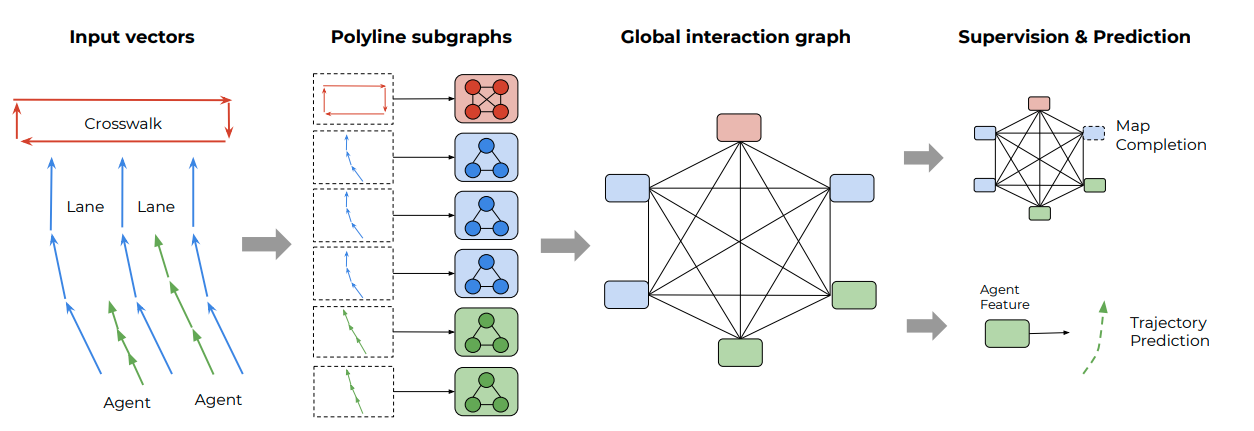 Input vectors
Polyline subgraphs
Global interaction graph
Supervision & Prediction
Crosswalk
Lane
Lane
Agent
Agent
Map
Completion
Agent
Feature
Trajectory
Prediction